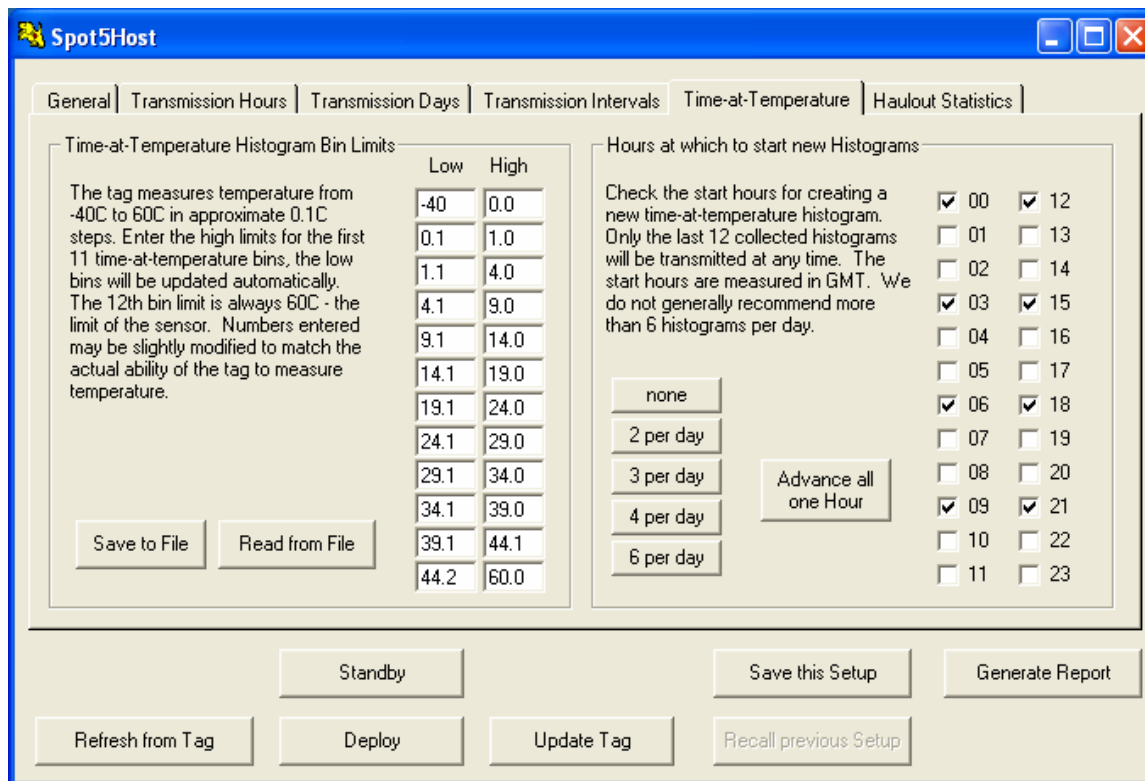 Spot5Host
General Transmission Hours Transmission Days Transmission Intervals Time-at-Temperature Haulout Statistics
Time-at-Temperature Histogram Bin Limits
Low High
The tag measures temperature from
-40C to 60C in approximate 0.1C
steps. Enter the high limits for the first
11 time-at-temperature bins, the low
bins will be updated automatically.
The 12th bin limit is always 60C - the
limit of the sensor. Numbers entered
may be slightly modified to match the
actual ability of the tag to measure
temperature.
-40 0.0
0.1 1.0
1.1 4.0
4.1 9.0
9.1 14.0
14.1 19.0
19.1 24.0
24.1 29.0
29.1 34.0
34.1 39.0
39.1 44.1
44.2 60.0
Save to File Read from File
Hours at which to start new Histograms
Check the start hours for creating a
new time-at-temperature histogram.
Only the last 12 collected histograms
will be transmitted at any time. The
start hours are measured in GMT. We
do not generally recommend more
than 6 histograms per day.
none
2 per day
3 per day
4 per day
6 per day
Advance all
one Hour
00 12
01 13
02 14
03 15
04 16
05 17
06 18
07 19
08 20
09 21
10 22
11 23
Standby Save this Setup Generate Report
Refresh from Tag Deploy Update Tag Recall previous Setup